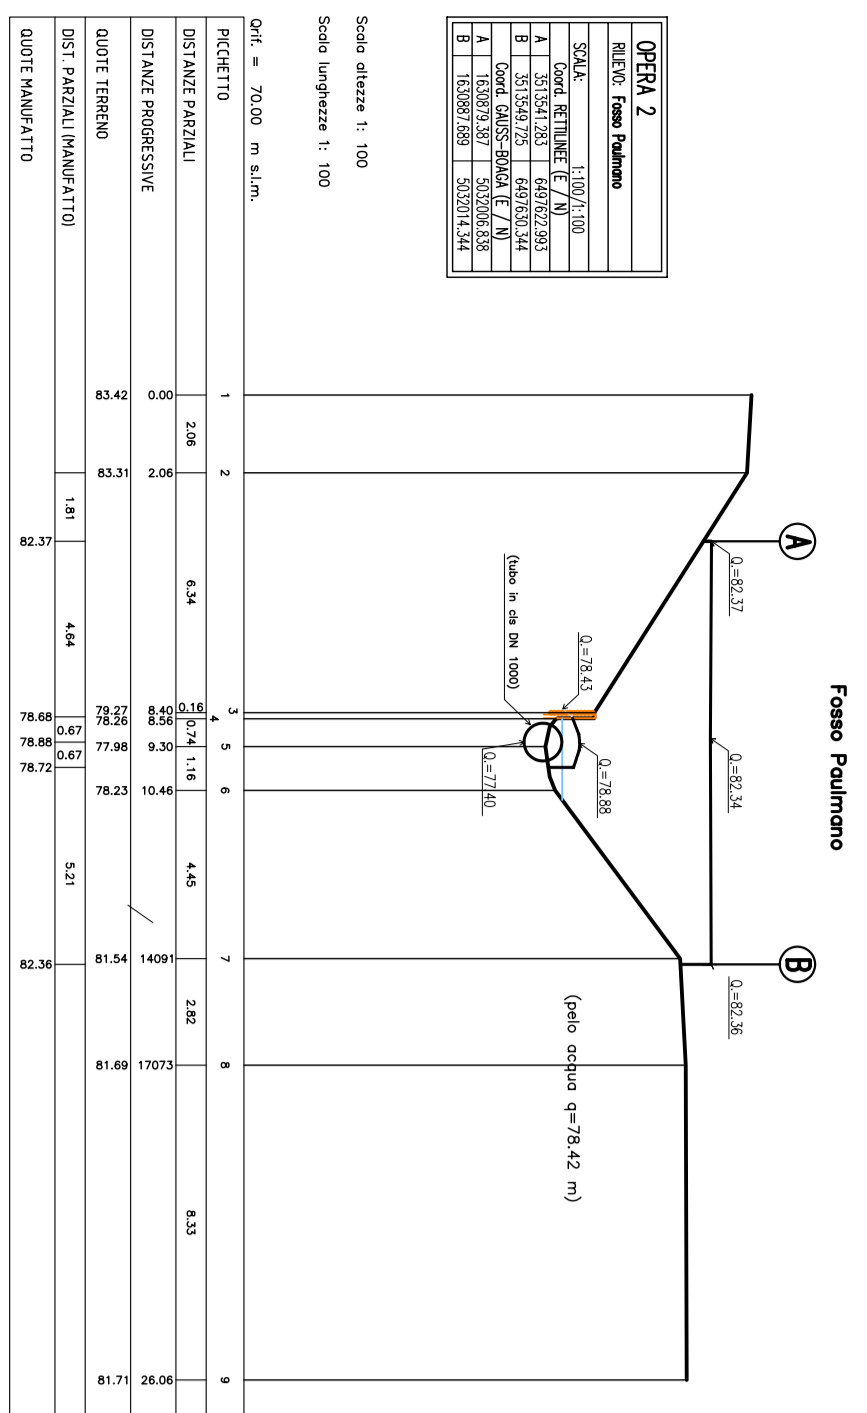 Fosso Paulmano
OPERA 2
RILIEVO: Fosso Paulmano
SCALA: 1:100/1:100
Coord. RETTILINEE (E / N)
A 3513541.283 6497622.993
B 3513549.725 6497630.344
Coord. GAUSS-BOAGA (E / N)
A 1630879.387 5032006.838
B 1630887.689 5032014.344
A
B
Q.=82.37
Q.=82.34
Q.=82.36
Q.=78.43
Q.=78.88
(tubo in cls DN 1000)
Q.=77.40
(pelo acqua q=78.42 m)
Scala altezze 1: 100
Scala lunghezze 1: 100
Qrif. = 70.00 m s.l.m.
PICCHETTO 1 2 3 4 5 6 7 8 9
DISTANZE PARZIALI 2.06 6.34 0.16 0.74 1.16 4.45 2.82 8.33
DISTANZE PROGRESSIVE 0.00 2.06 8.40 8.56 9.30 10.46 14091 17073 26.06
QUOTE TERRENO 83.42 83.31 79.27 78.26 77.98 78.23 81.54 81.69 81.71
DIST. PARZIALI (MANUFATTO) 1.81 4.64 0.67 0.67 5.21
QUOTE MANUFATTO 82.37 78.68 78.88 78.72 82.36